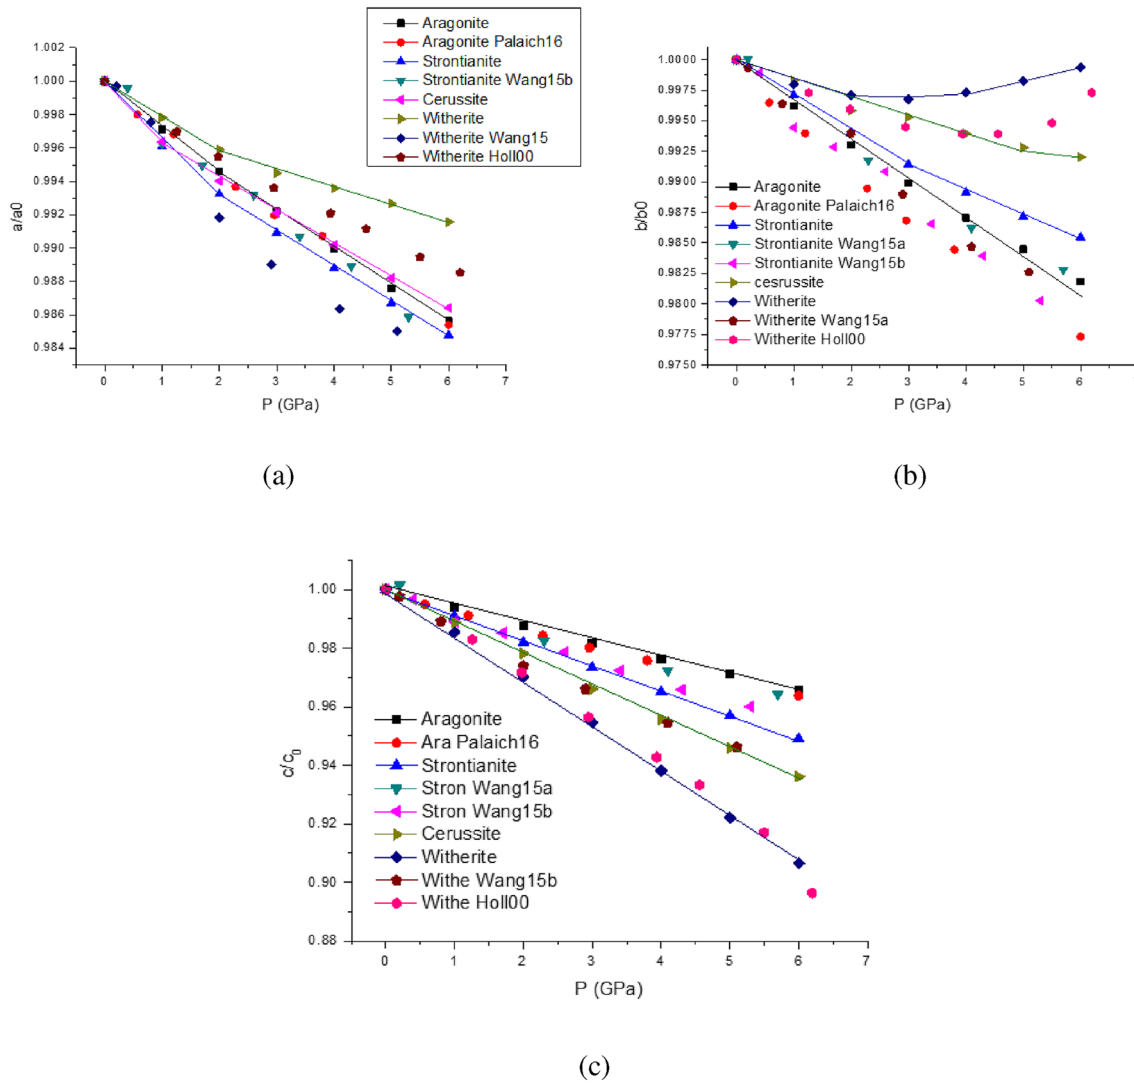 Aragonite
Aragonite Palaich16
Strontianite
Strontianite Wang15b
Cerussite
Witherite
Witherite Wang15
Witherite Holl00
1.002
1.000
0.998
0.996
0.994
0.992
0.990
0.988
0.986
0.984
a/a0
0 1 2 3 4 5 6 7
P (GPa)
(a)
1.0000
0.9975
0.9950
0.9925
0.9900
0.9875
0.9850
0.9825
0.9800
0.9775
0.9750
b/b0
Aragonite
Aragonite Palaich16
Strontianite
Strontianite Wang15a
Strontianite Wang15b
cesrussite
Witherite
Witherite Wang15a
Witherite Holl00
0 1 2 3 4 5 6
P (GPa)
(b)
1.00
0.98
0.96
0.94
0.92
0.90
0.88
c/c0
Aragonite
Ara Palaich16
Strontianite
Stron Wang15a
Stron Wang15b
Cerussite
Witherite
Withe Wang15b
Withe Holl00
0 1 2 3 4 5 6 7
P (GPa)
(c)